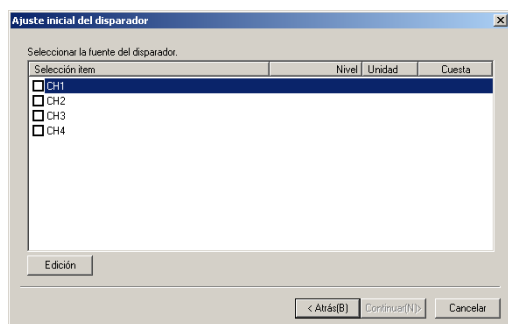 Ajuste inicial del disparador
Seleccionar la fuente del disparador.
Selección item Nivel Unidad Cuesta
CH1
CH2
CH3
CH4
Edición
< Atrás(B) Continuar(N)> Cancelar